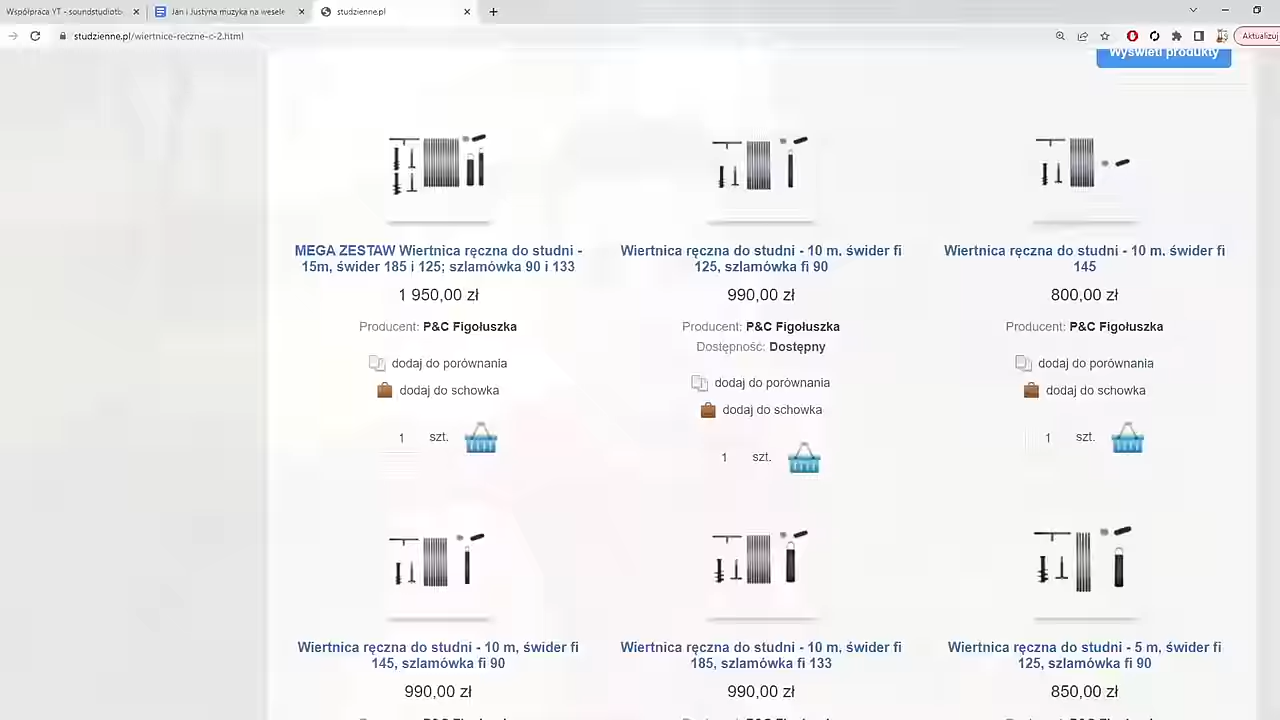 Współpraca YT - soundstudiotb
Jan i Justyna muzyka na wesele
studzienne.pl
studzienne.pl/wiertnice-reczne-c-2.html
Aktualizuj
Wyświetl produkty
MEGA ZESTAW Wiertnica ręczna do studni -
15m, świder 185 i 125; szlamówka 90 i 133
1 950,00 zł
Producent: P&C Figołuszka
dodaj do porównania
dodaj do schowka
1 szt.
Wiertnica ręczna do studni - 10 m, świder fi
125, szlamówka fi 90
990,00 zł
Producent: P&C Figołuszka
Dostępność: Dostępny
dodaj do porównania
dodaj do schowka
1 szt.
Wiertnica ręczna do studni - 10 m, świder fi
145
800,00 zł
Producent: P&C Figołuszka
dodaj do porównania
dodaj do schowka
1 szt.
Wiertnica ręczna do studni - 10 m, świder fi
145, szlamówka fi 90
990,00 zł
Wiertnica ręczna do studni - 10 m, świder fi
185, szlamówka fi 133
990,00 zł
Wiertnica ręczna do studni - 5 m, świder fi
125, szlamówka fi 90
850,00 zł